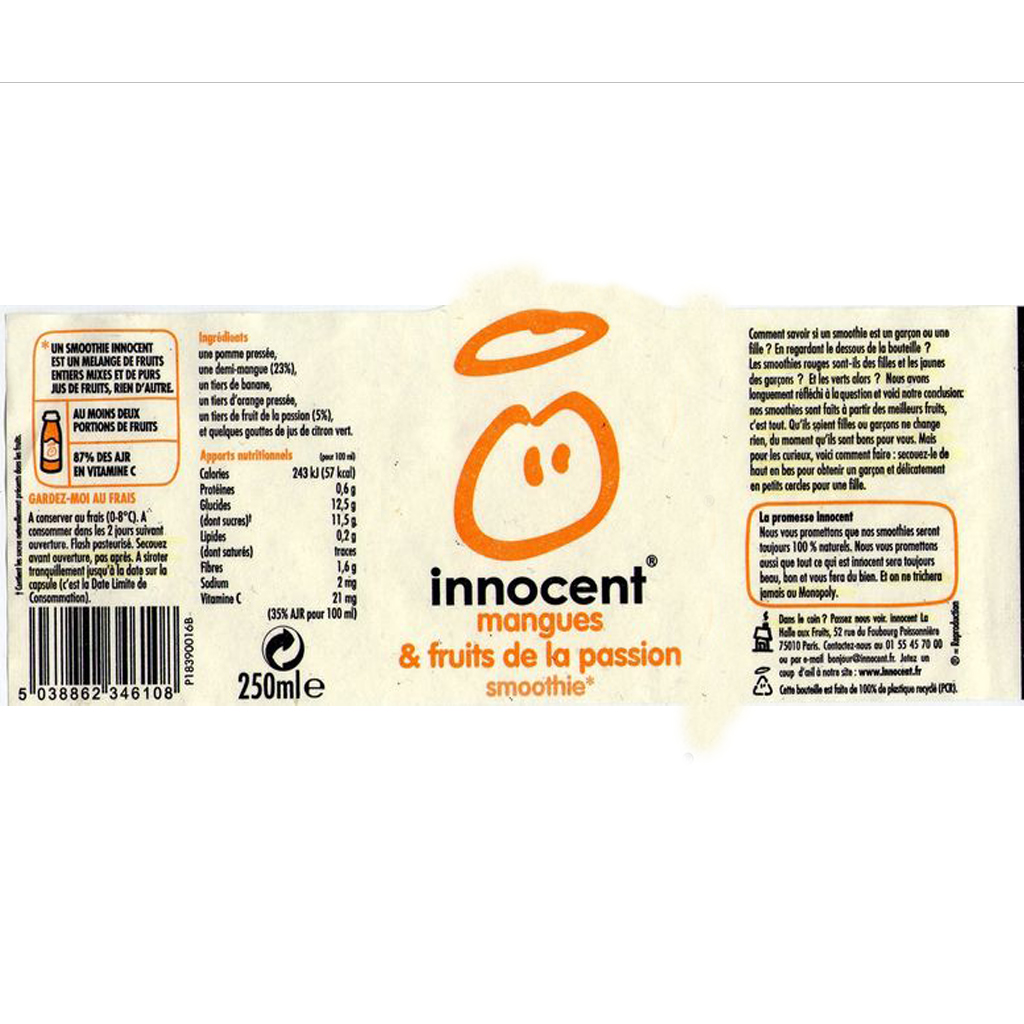 * UN SMOOTHIE INNOCENT
EST UN MELANGE DE FRUITS
ENTIERS MIXES ET DE PURS
JUS DE FRUITS, RIEN D'AUTRE.
AU MOINS DEUX
PORTIONS DE FRUITS
87% DES AJR
EN VITAMINE C
GARDEZ-MOI AU FRAIS
A conserver au frais (0-8°C). A
consommer dans les 2 jours suivant
ouverture. Flash pasteurisé. Secouez
avant ouverture, pas après. A siroter
tranquillement jusqu'à la date sur la
capsule (c'est la Date Limite de
Consommation).
† Contient les sucres naturellement présents dans les fruits.
5 038862 346108
P18390016B
Ingrédients
une pomme pressée,
une demi-mangue (23%),
un tiers de banane,
un tiers d'orange pressée,
un tiers de fruit de la passion (5%),
et quelques gouttes de jus de citron vert.
Apports nutritionnels (pour 100 ml)
Calories 243 kJ (57 kcal)
Protéines 0,6 g
Glucides 12,5 g
(dont sucres)† 11,5 g
Lipides 0,2 g
(dont saturés) traces
Fibres 1,6 g
Sodium 2 mg
Vitamine C 21 mg
(35% AJR pour 100 ml)
250ml e
innocent®
mangues
& fruits de la passion
smoothie*
Comment savoir si un smoothie est un garçon ou une
fille ? En regardant le dessous de la bouteille ?
Les smoothies rouges sont-ils des filles et les jaunes
des garçons ? Et les verts alors ? Nous avons
longuement réfléchi à la question et voici notre conclusion:
nos smoothies sont faits à partir des meilleurs fruits,
c'est tout. Qu'ils soient filles ou garçons ne change
rien, du moment qu'ils sont bons pour vous. Mais
pour les curieux, voici comment faire : secouez-le de
haut en bas pour obtenir un garçon et délicatement
en petits cercles pour une fille.
La promesse innocent
Nous vous promettons que nos smoothies seront
toujours 100 % naturels. Nous vous promettons
aussi que tout ce qui est innocent sera toujours
beau, bon et vous fera du bien. Et on ne trichera
jamais au Monopoly.
Dans le coin ? Passez nous voir. innocent La
Halle aux Fruits, 52 rue du Faubourg Poissonnière
75010 Paris. Contactez-nous au 01 55 45 70 00
ou par e-mail bonjour@innocent.fr. Jetez un
coup d'œil à notre site : www.innocent.fr
Cette bouteille est faite de 100% de plastique recyclé (PCR).
® = Reproduction